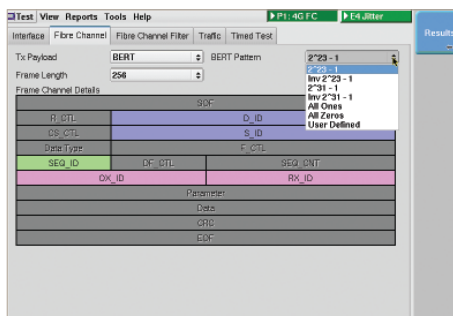 Test View Reports Tools Help P1: 4G FC E4 Jitter
Results
Interface Fibre Channel Fibre Channel Filter Traffic Timed Test
Tx Payload BERT BERT Pattern 2^23 - 1
2^23 - 1
Frame Length 256 Inv 2^23 - 1
2^31 - 1
Frame Channel Details Inv 2^31 - 1
SOF All Ones
All Zeros
R_CTL D_ID User Defined
CS_CTL S_ID
Data Type F_CTL
SEQ_ID DF_CTL SEQ_CNT
OX_ID RX_ID
Parameter
Data
CRC
EOF